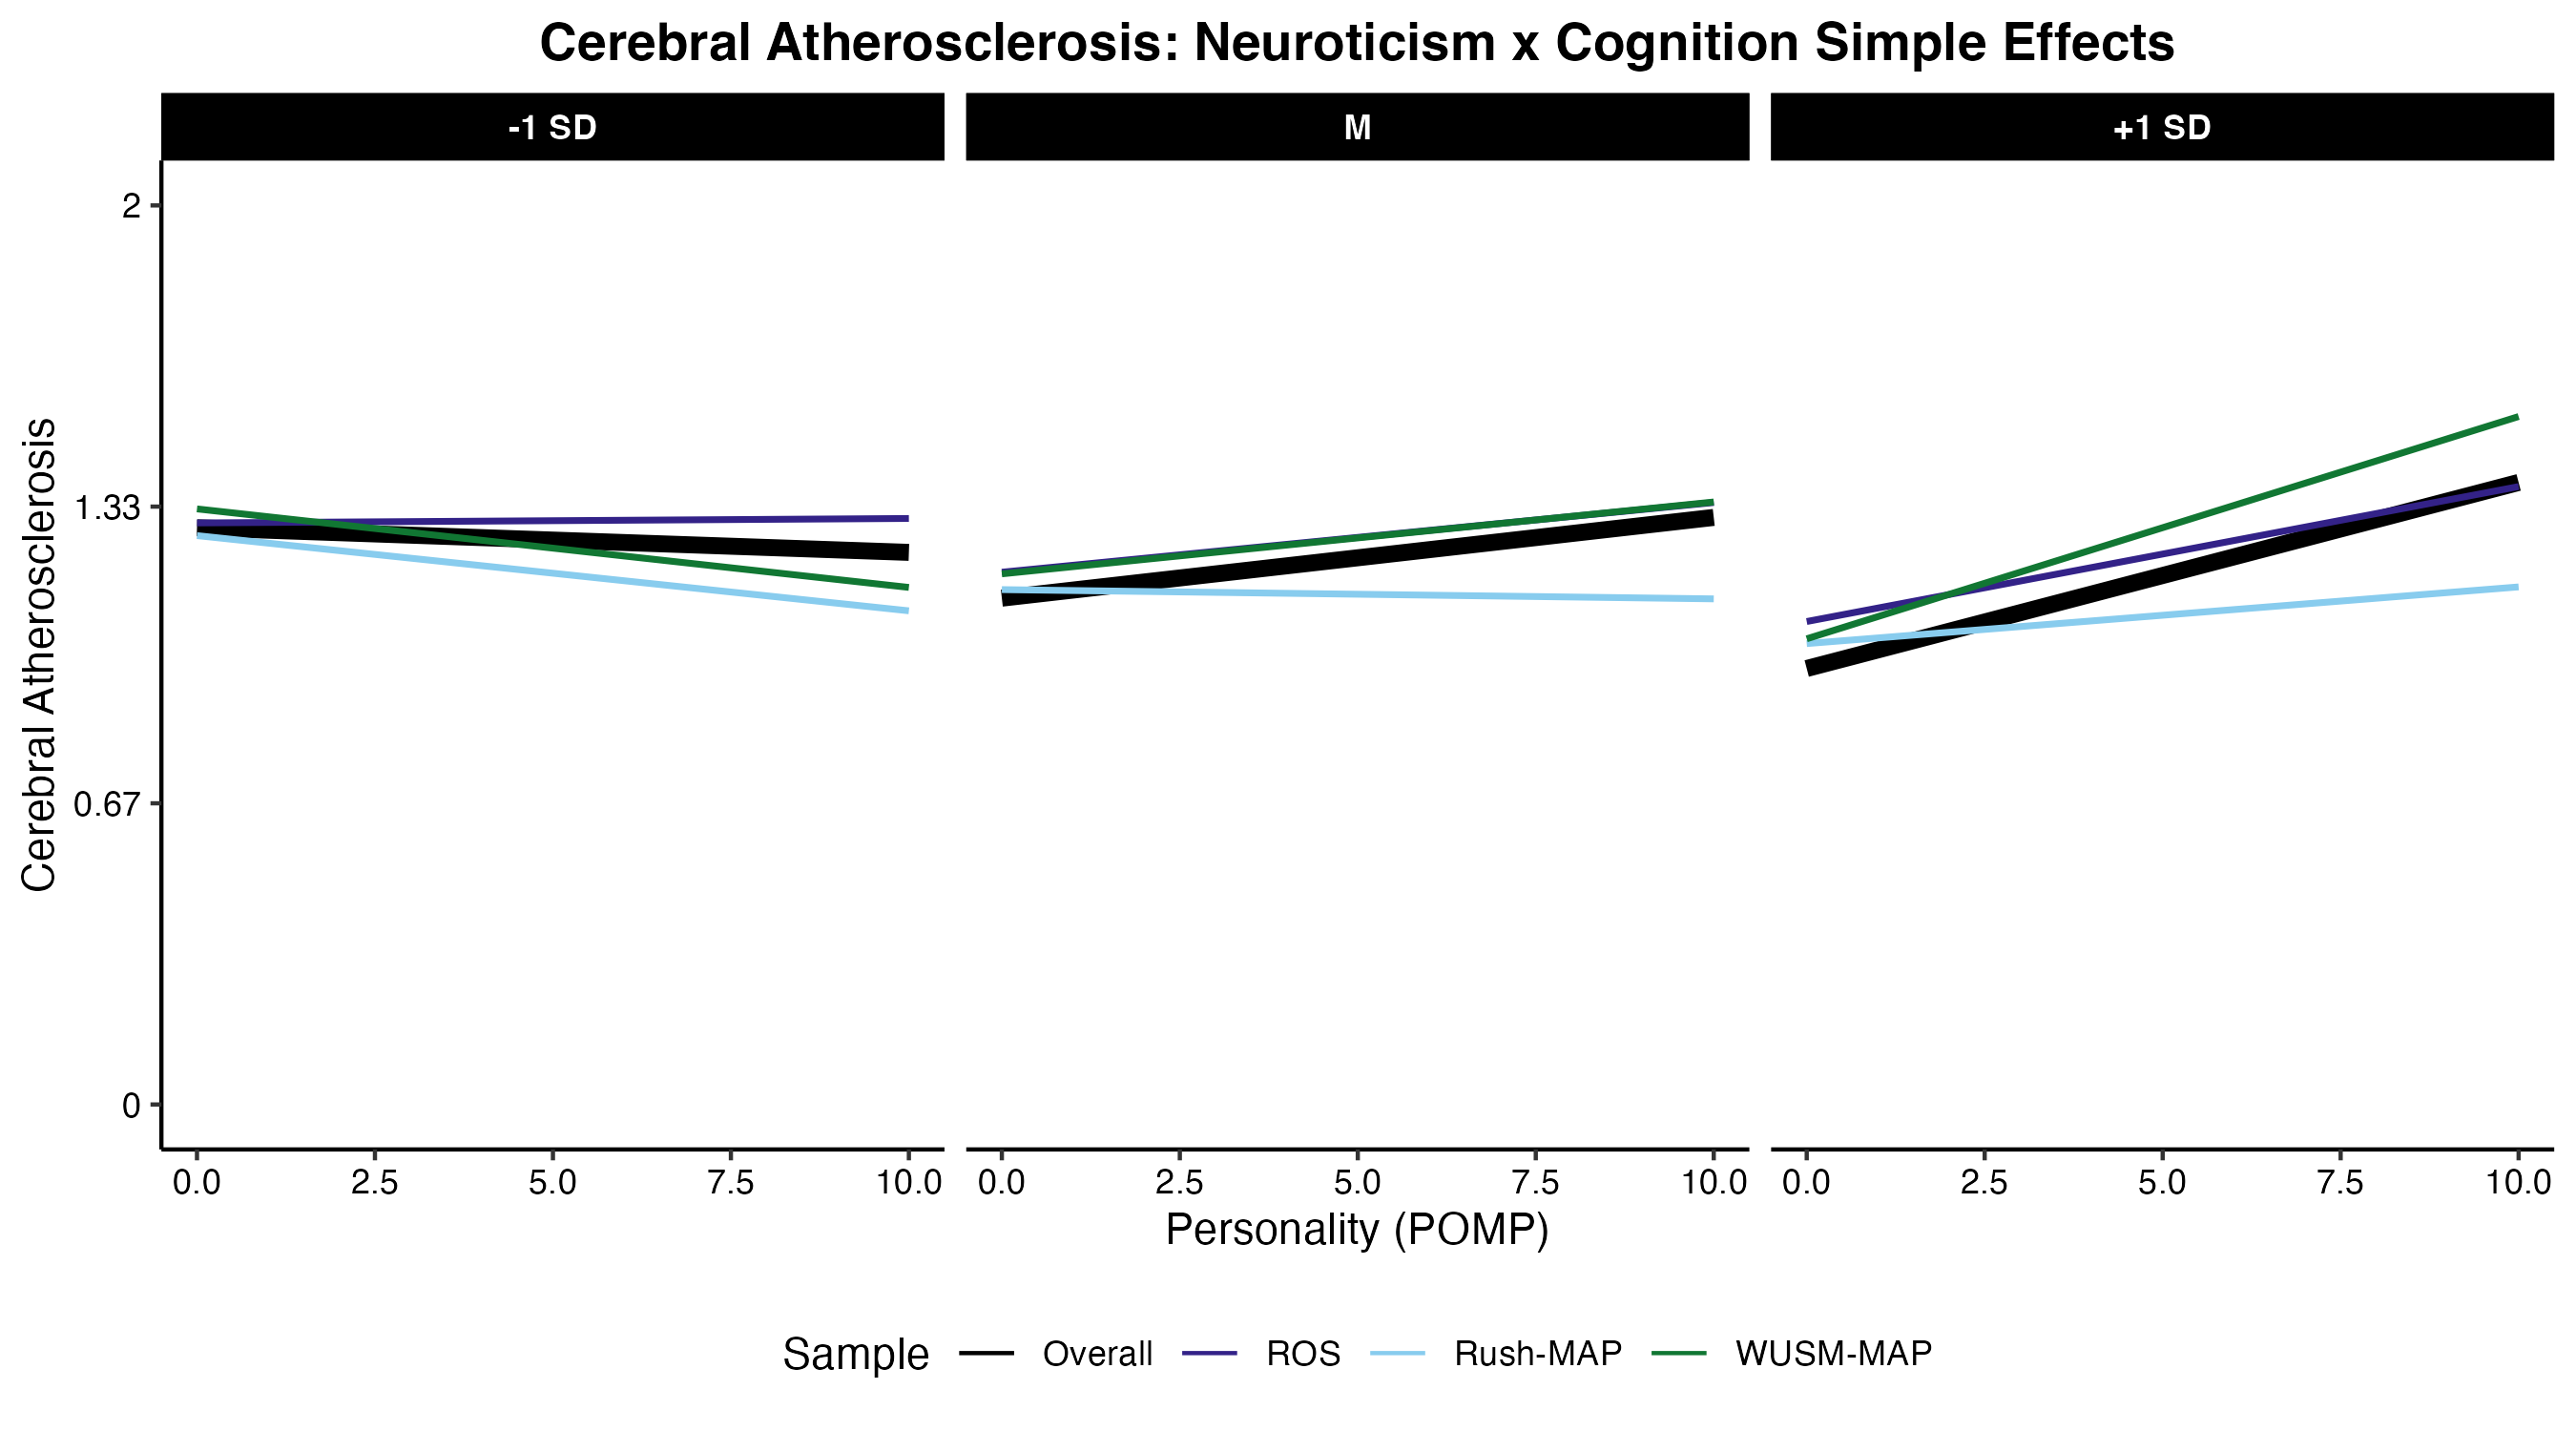 Cerebral Atherosclerosis: Neuroticism x Cognition Simple Effects
-1 SD
M
+1 SD
Cerebral Atherosclerosis
2
1.33
0.67
0
0.0 2.5 5.0 7.5 10.0
0.0 2.5 5.0 7.5 10.0
0.0 2.5 5.0 7.5 10.0
Personality (POMP)
Sample Overall ROS Rush-MAP WUSM-MAP